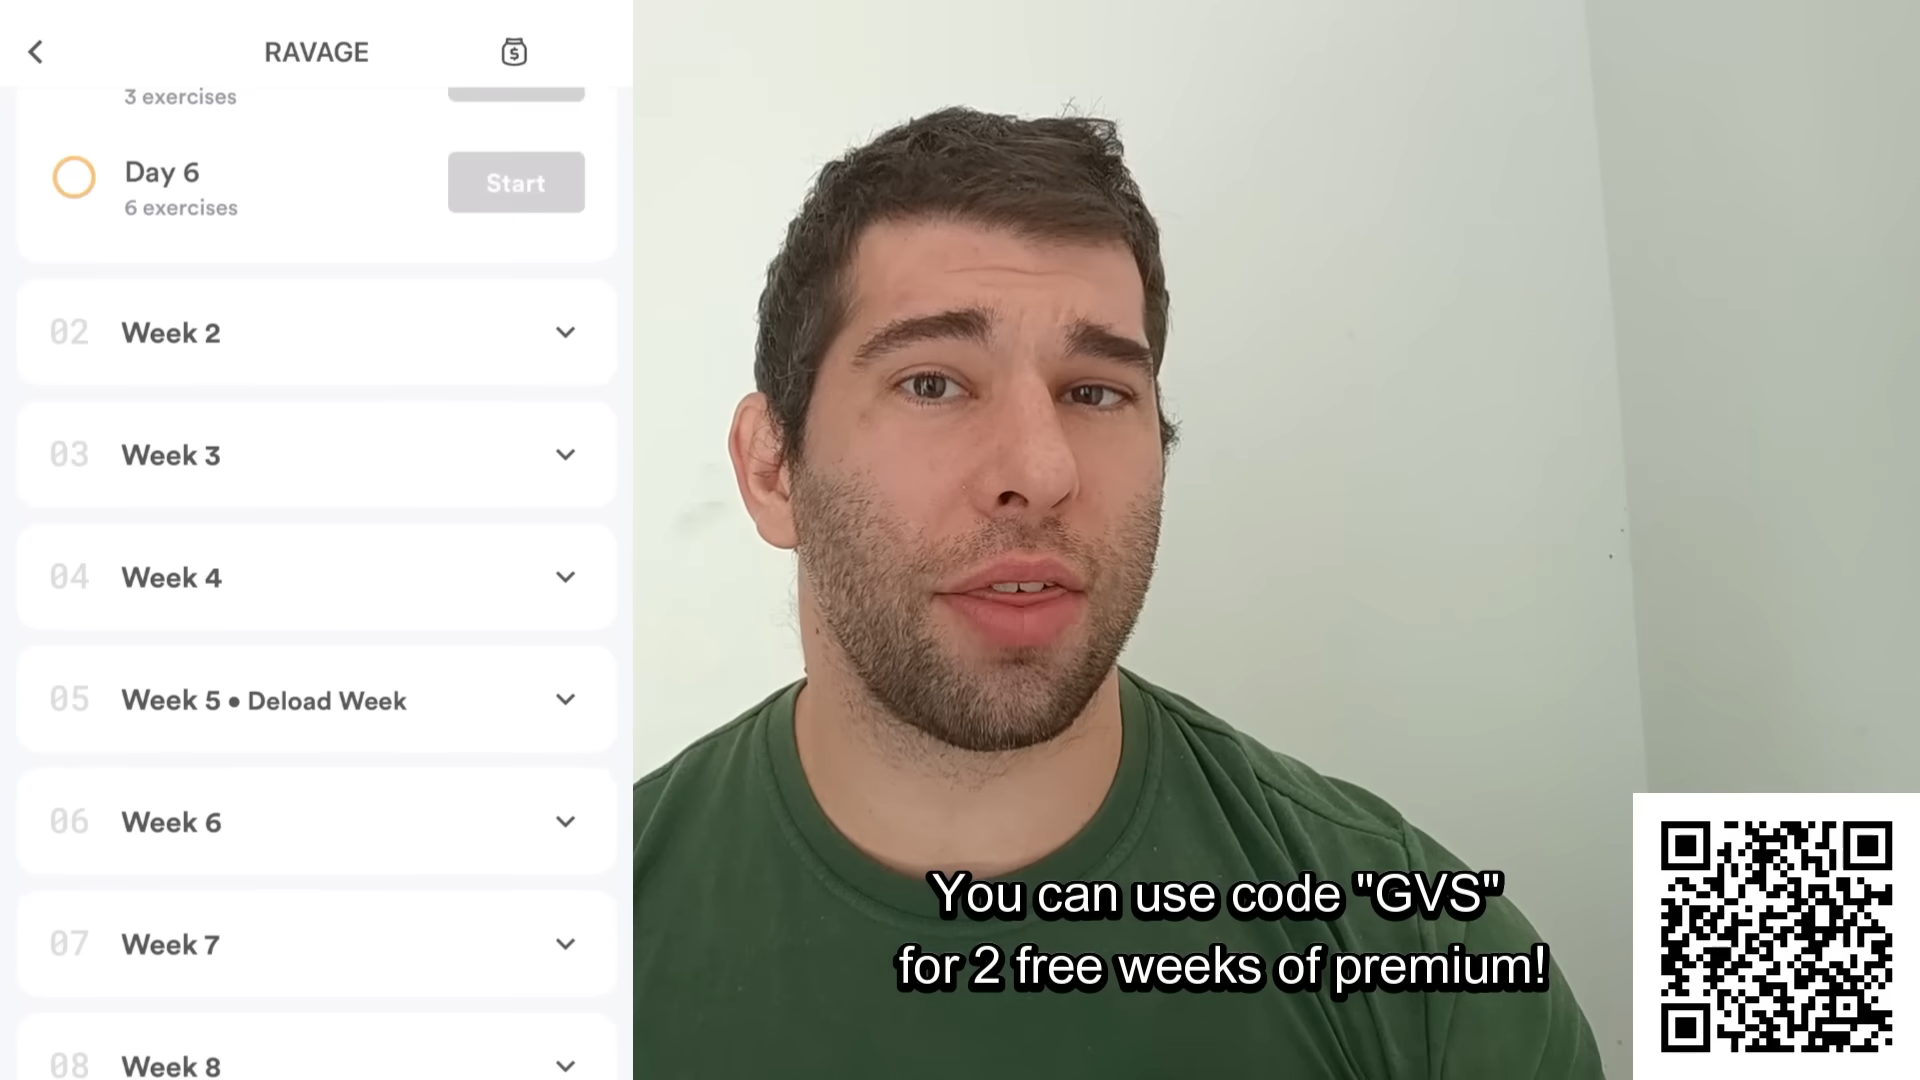 RAVAGE
3 exercises
Day 6
Start
6 exercises
02 Week 2
03 Week 3
04 Week 4
05 Week 5 • Deload Week
06 Week 6
07 Week 7
08 Week 8
You can use code "GVS"
for 2 free weeks of premium!